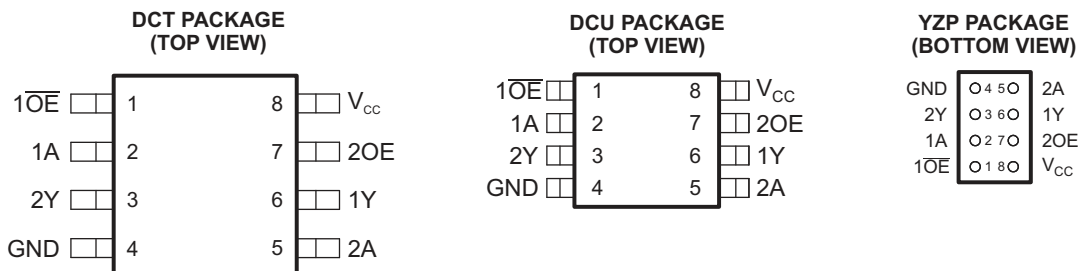 DCT PACKAGE
(TOP VIEW)
1O̅E̅ 1 8 VCC
1A 2 7 2OE
2Y 3 6 1Y
GND 4 5 2A
DCU PACKAGE
(TOP VIEW)
1O̅E̅ 1 8 VCC
1A 2 7 2OE
2Y 3 6 1Y
GND 4 5 2A
YZP PACKAGE
(BOTTOM VIEW)
GND 4 5 2A
2Y 3 6 1Y
1A 2 7 2OE
1O̅E̅ 1 8 VCC